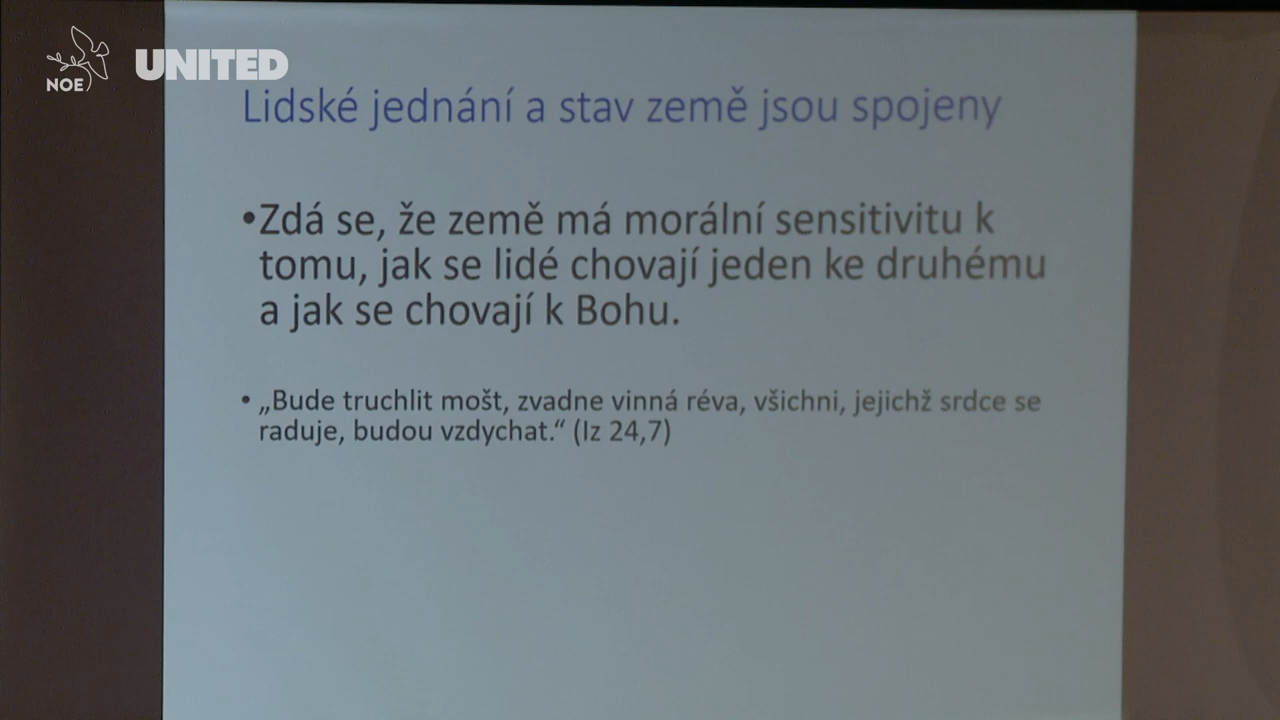 NOE
UNITED
Lidské jednání a stav země jsou spojeny
•Zdá se, že země má morální sensitivitu k
tomu, jak se lidé chovají jeden ke druhému
a jak se chovají k Bohu.
• „Bude truchlit mošt, zvadne vinná réva, všichni, jejichž srdce se
raduje, budou vzdychat.“ (Iz 24,7)